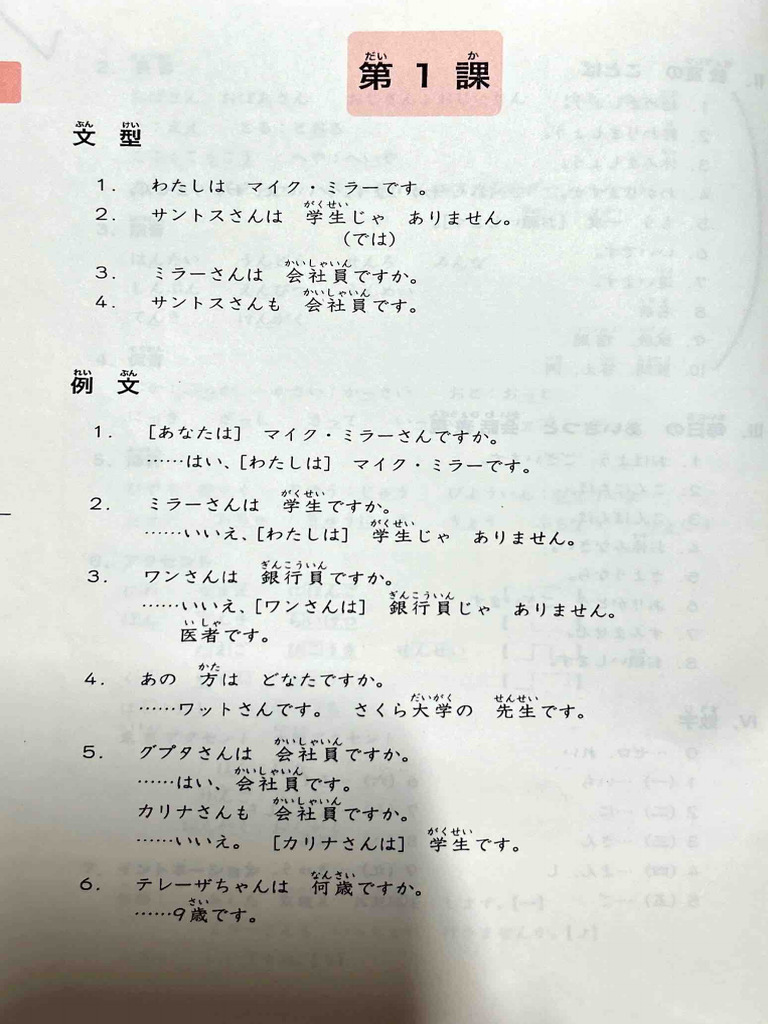 第1課
文型
1. わたしは マイク・ミラーです。
2. サントスさんは 学生じゃ ありません。
(では)
3. ミラーさんは 会社員ですか。
4. サントスさんも 会社員です。
例文
1. [あなたは] マイク・ミラーさんですか。
……はい、[わたしは] マイク・ミラーです。
2. ミラーさんは 学生ですか。
……いいえ、[わたしは] 学生じゃ ありません。
3. ワンさんは 銀行員ですか。
……いいえ、[ワンさんは] 銀行員じゃ ありません。
医者です。
4. あの 方は どなたですか。
……ワットさんです。 さくら大学の 先生です。
5. グプタさんは 会社員ですか。
……はい、会社員です。
カリナさんも 会社員ですか。
……いいえ。 [カリナさんは] 学生です。
6. テレーザちゃんは 何歳ですか。
……9歳です。